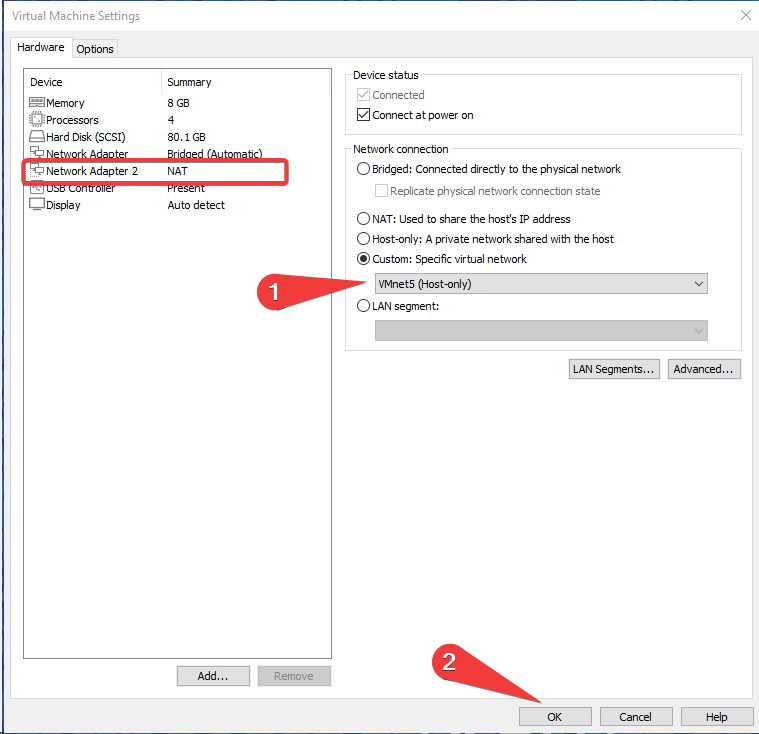 Virtual Machine Settings
Hardware Options
Device Summary
Memory 8 GB
Processors 4
Hard Disk (SCSI) 80.1 GB
Network Adapter Bridged (Automatic)
Network Adapter 2 NAT
USB Controller Present
Display Auto detect
Add... Remove
Device status
Connected
Connect at power on
Network connection
Bridged: Connected directly to the physical network
Replicate physical network connection state
NAT: Used to share the host's IP address
Host-only: A private network shared with the host
Custom: Specific virtual network
1
VMnet5 (Host-only)
LAN segment:
LAN Segments... Advanced...
2
OK Cancel Help